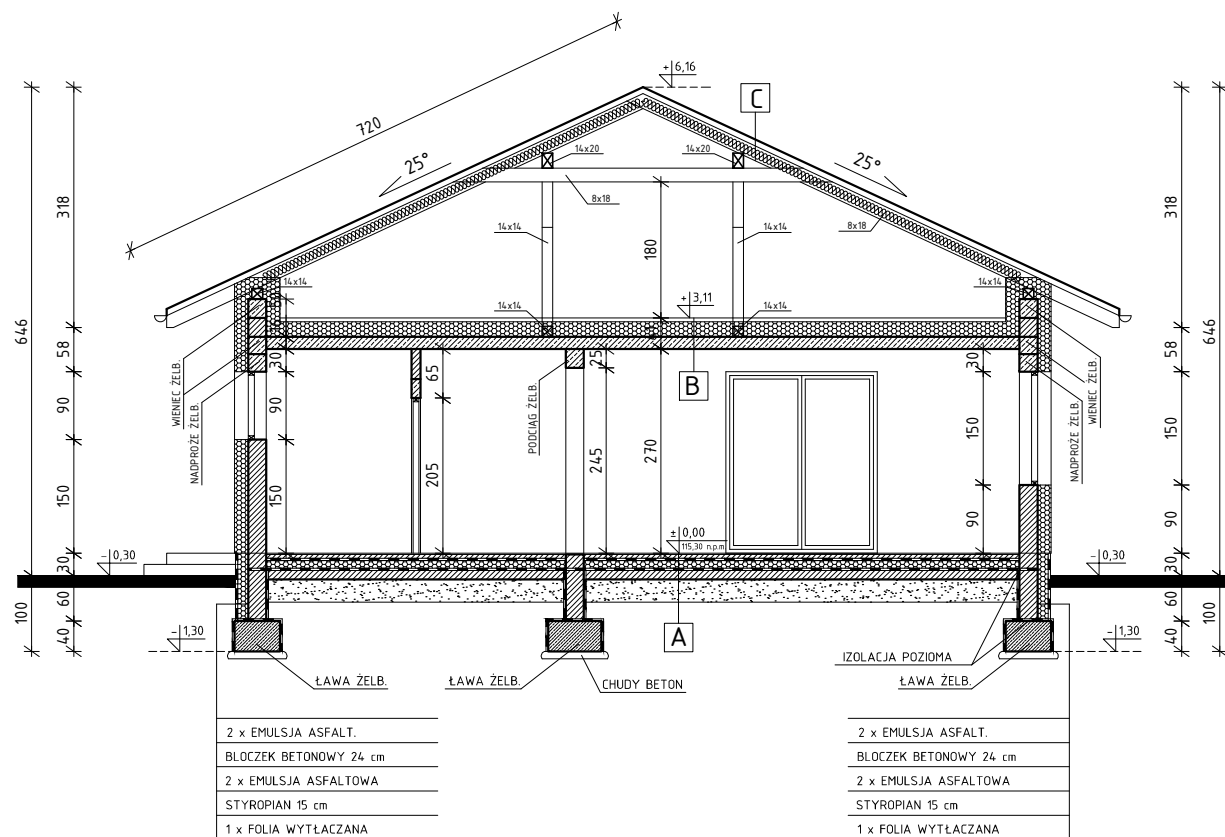 +6,16
C
720
25°
25°
14x20
14x20
8x18
8x18
14x14
14x14
180
318
318
14x14
14x14
14x14
14x14
+3,11
646
646
58
58
30
65
25
30
B
WIENIEC ŻELB.
NADPROŻE ŻELB.
PODCIĄG ŻELB.
WIENIEC ŻELB.
NADPROŻE ŻELB.
90
90
150
150
205
245
270
150
150
90
90
±0,00
115,30 n.p.m
-0,30
-0,30
30
30
100
60
40
60
40
100
-1,30
-1,30
A
IZOLACJA POZIOMA
ŁAWA ŻELB.
ŁAWA ŻELB.
CHUDY BETON
ŁAWA ŻELB.
2 x EMULSJA ASFALT.
BLOCZEK BETONOWY 24 cm
2 x EMULSJA ASFALTOWA
STYROPIAN 15 cm
1 x FOLIA WYTŁACZANA
2 x EMULSJA ASFALT.
BLOCZEK BETONOWY 24 cm
2 x EMULSJA ASFALTOWA
STYROPIAN 15 cm
1 x FOLIA WYTŁACZANA